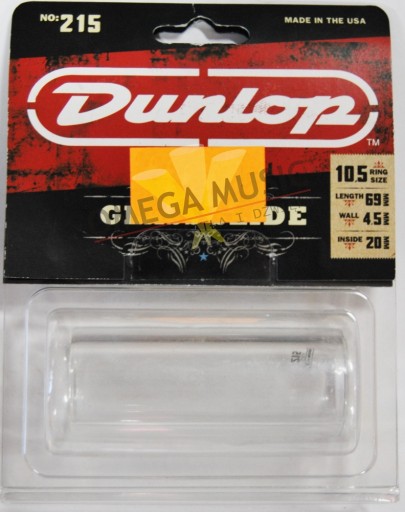 NO: 215
MADE IN THE USA
Dunlop
TM
MEGA MUSIC
10.5 RING SIZE
LENGTH 69 MM
WALL 4.5 MM
INSIDE 20 MM